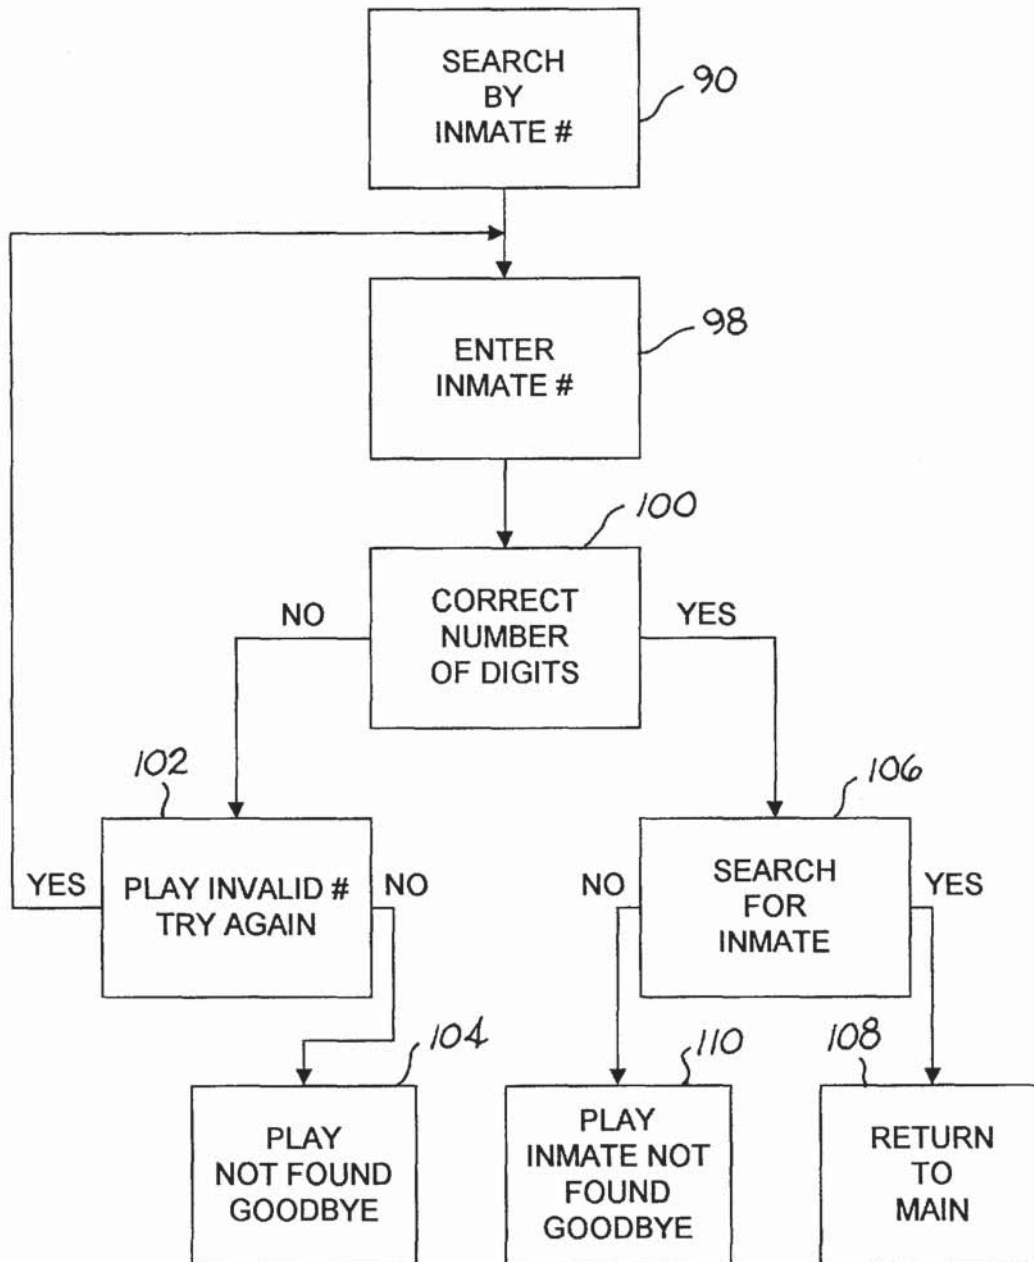 SEARCH
BY
INMATE #
90
ENTER
INMATE #
98
100
CORRECT
NUMBER
OF DIGITS
NO
YES
102
PLAY INVALID #
TRY AGAIN
YES
NO
106
SEARCH
FOR
INMATE
NO
YES
104
PLAY
NOT FOUND
GOODBYE
110
PLAY
INMATE NOT
FOUND
GOODBYE
108
RETURN
TO
MAIN